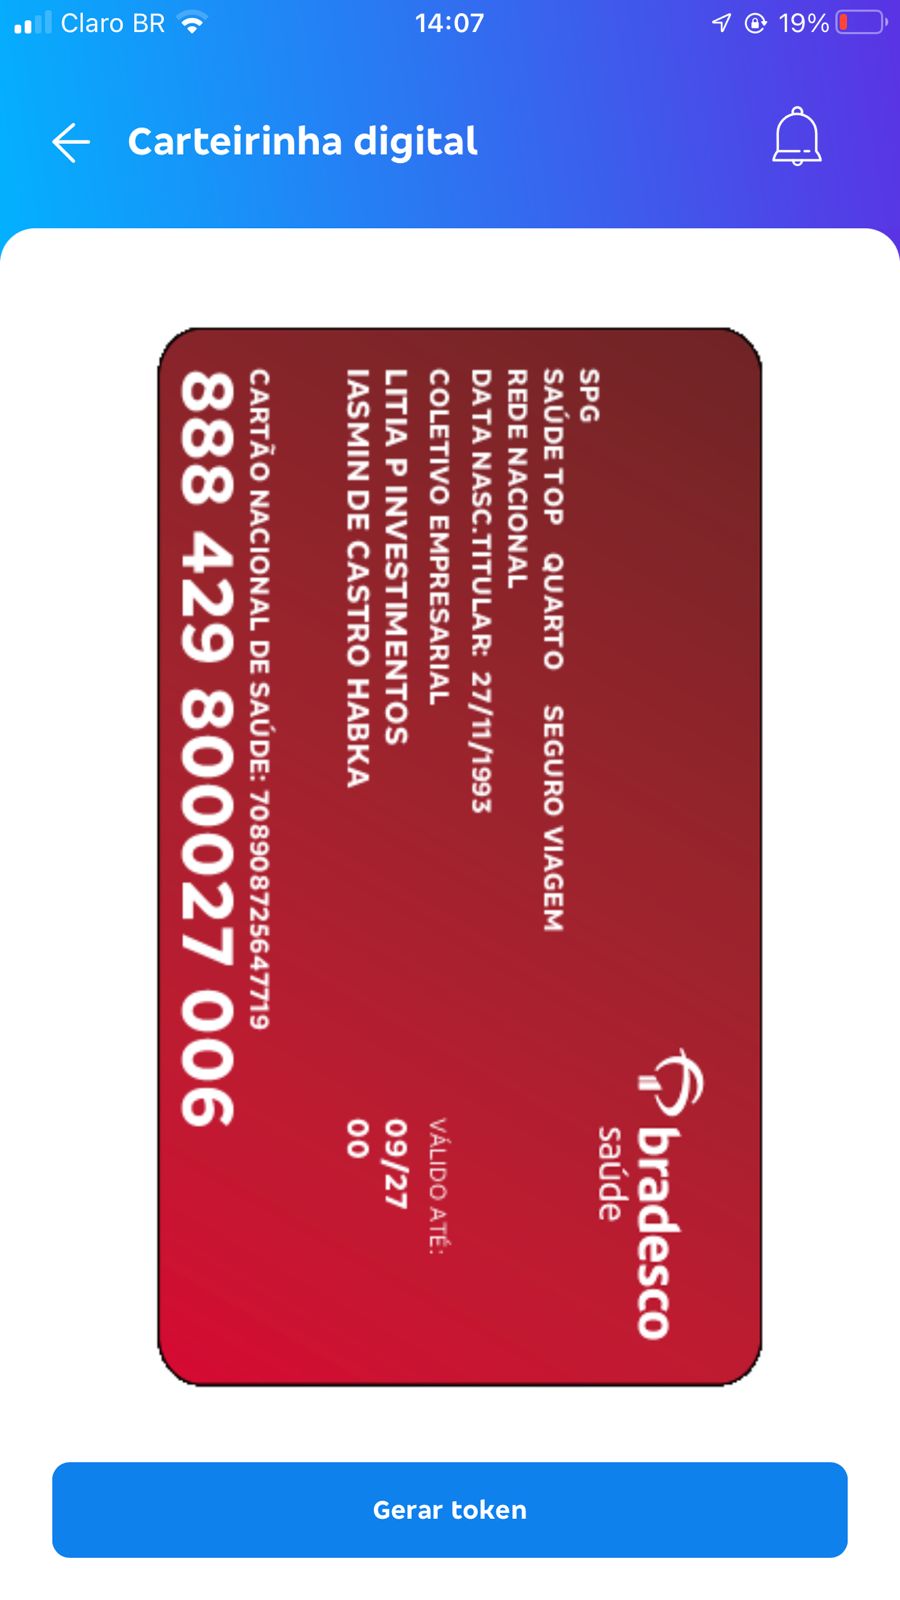 Claro BR
14:07
19%
Carteirinha digital
bradesco
saúde
SPG
SAÚDE TOP QUARTO SEGURO VIAGEM
REDE NACIONAL
DATA NASC.TITULAR: 27/11/1993
COLETIVO EMPRESARIAL
VÁLIDO ATÉ:
LITIA P INVESTIMENTOS
09/27
IASMIN DE CASTRO HABKA
00
CARTÃO NACIONAL DE SAÚDE: 708908725647719
888 429 800027 006
Gerar token